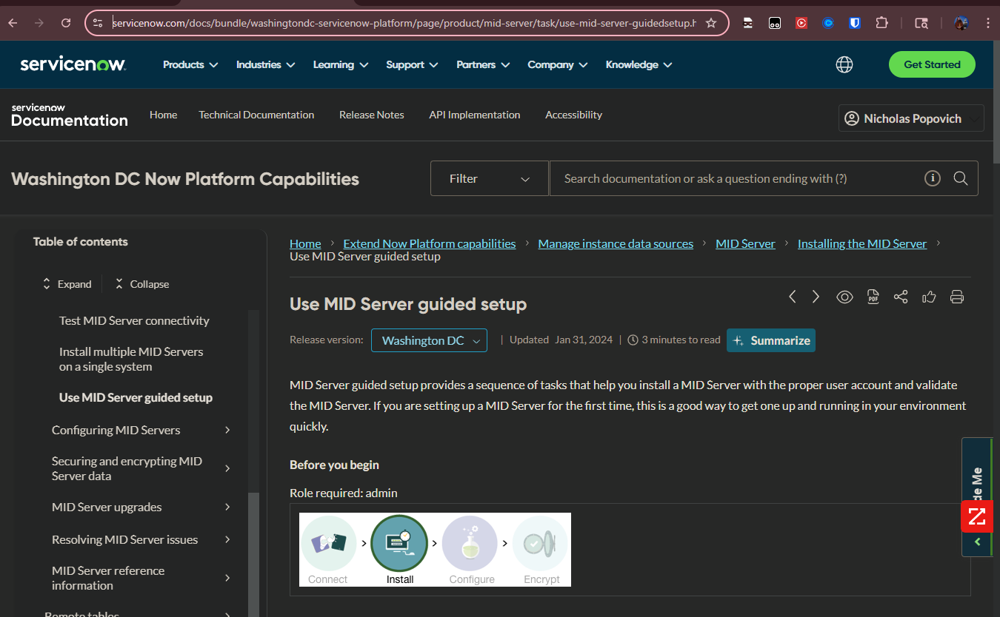 servicenow.com/docs/bundle/washingtondc-servicenow-platform/page/product/mid-server/task/use-mid-server-guidedsetup.h
servicenow.
Products
Industries
Learning
Support
Partners
Company
Knowledge
Get Started
servicenow
Documentation
Home
Technical Documentation
Release Notes
API Implementation
Accessibility
Nicholas Popovich
Washington DC Now Platform Capabilities
Filter
Search documentation or ask a question ending with (?)
Table of contents
Expand
Collapse
Test MID Server connectivity
Install multiple MID Servers
on a single system
Use MID Server guided setup
Configuring MID Servers
Securing and encrypting MID
Server data
MID Server upgrades
Resolving MID Server issues
MID Server reference
information
Remote tables
Home > Extend Now Platform capabilities > Manage instance data sources > MID Server > Installing the MID Server >
Use MID Server guided setup
Use MID Server guided setup
PDF
Release version:
Washington DC
| Updated Jan 31, 2024 |
3 minutes to read
Summarize
MID Server guided setup provides a sequence of tasks that help you install a MID Server with the proper user account and validate
the MID Server. If you are setting up a MID Server for the first time, this is a good way to get one up and running in your environment
quickly.
Before you begin
Role required: admin
Connect
Install
Configure
Encrypt
de Me